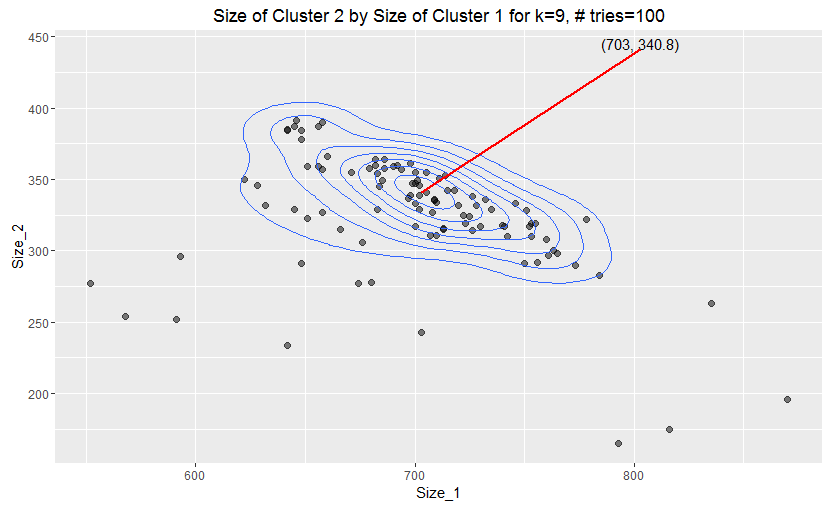 Size of Cluster 2 by Size of Cluster 1 for k=9, # tries=100
450
(703, 340.8)
400
350
Size_2
300
250
200
600 700 800
Size_1